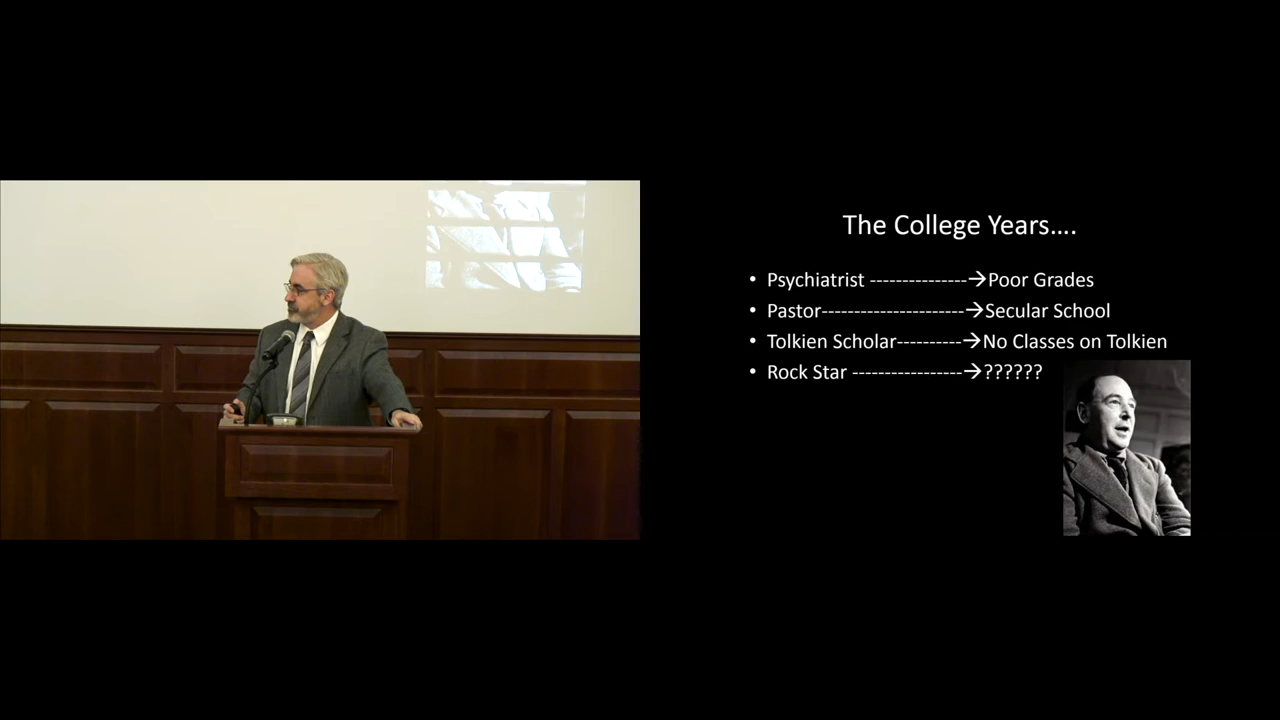 The College Years....
• Psychiatrist ---------------→Poor Grades
• Pastor----------------------→Secular School
• Tolkien Scholar----------→No Classes on Tolkien
• Rock Star -----------------→??????